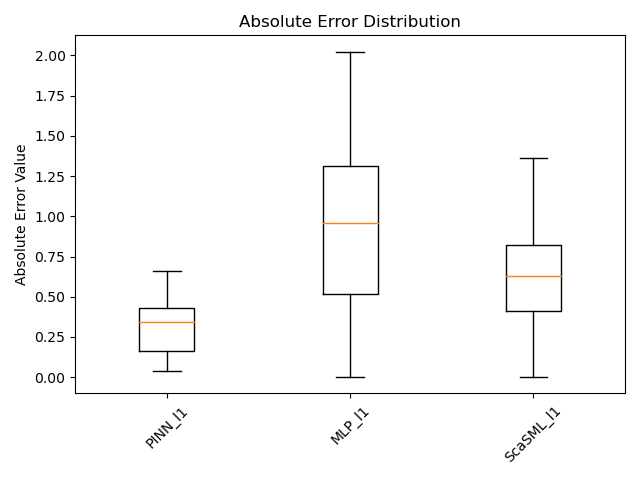 Absolute Error Distribution
Absolute Error Value
2.00
1.75
1.50
1.25
1.00
0.75
0.50
0.25
0.00
PINN_l1
MLP_l1
ScaSML_l1